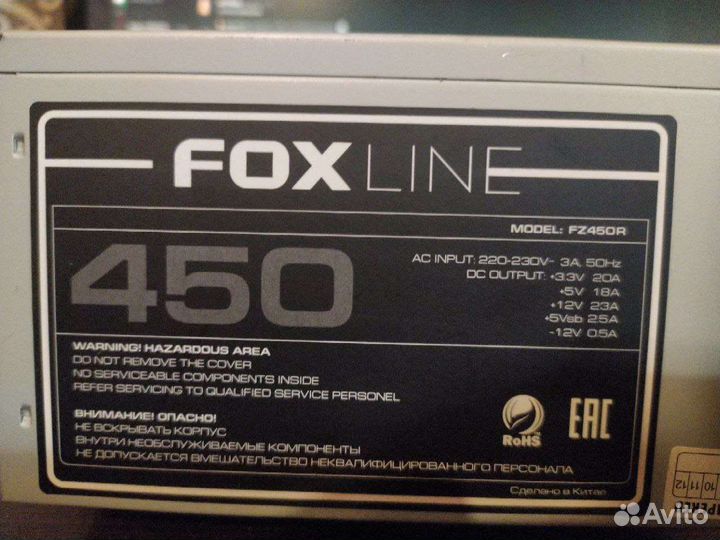 FOXLINE
MODEL: FZ450R
450
AC INPUT: 220-230V~ 3A, 50Hz
DC OUTPUT: +3.3V 20A
+5V 18A
+12V 23A
+5Vsb 2.5A
-12V 0.5A
WARNING! HAZARDOUS AREA
DO NOT REMOVE THE COVER
NO SERVICEABLE COMPONENTS INSIDE
REFER SERVICING TO QUALIFIED SERVICE PERSONEL
ВНИМАНИЕ! ОПАСНО!
НЕ ВСКРЫВАТЬ КОРПУС
ВНУТРИ НЕОБСЛУЖИВАЕМЫЕ КОМПОНЕНТЫ
НЕ ДОПУСКАЕТСЯ ВМЕШАТЕЛЬСТВО НЕКВАЛИФИЦИРОВАННОГО ПЕРСОНАЛА
RoHS
EAC
Сделано в Китае
10 11 12
Avito